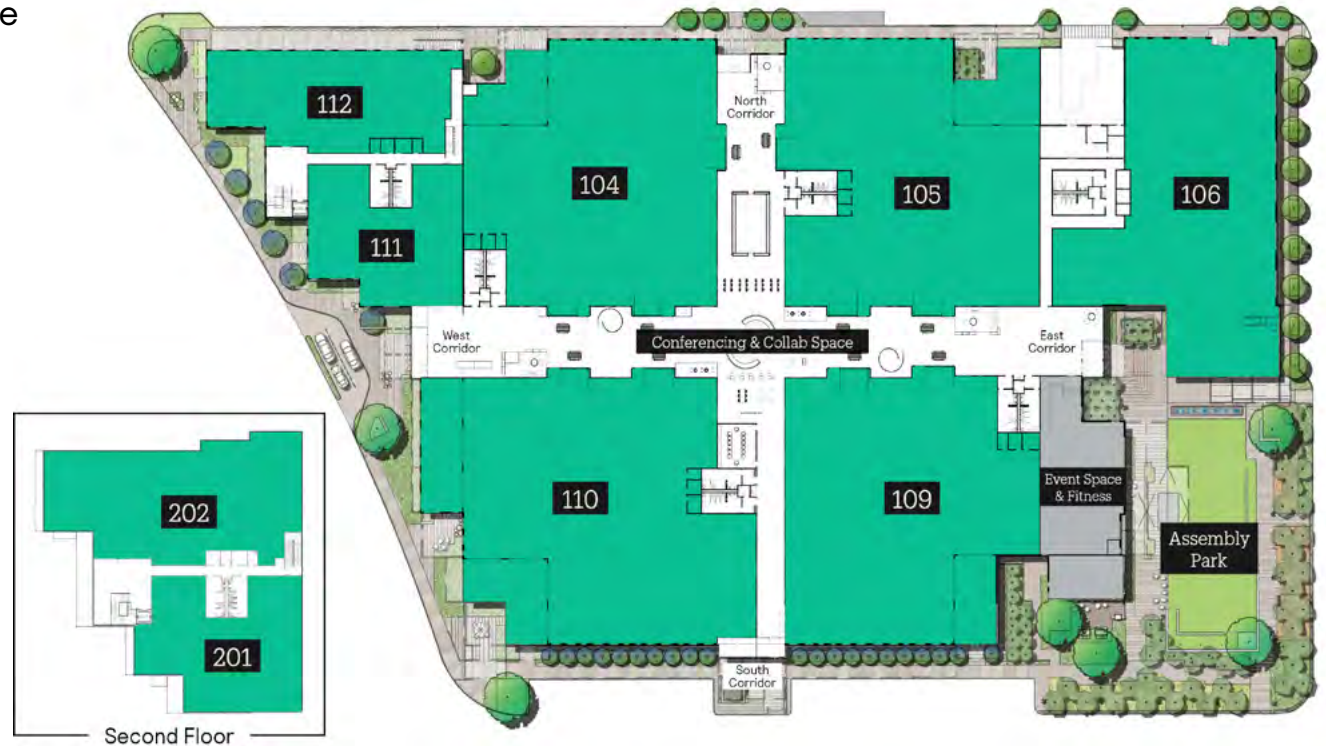 e
112
North
Corridor
104
105
106
111
West
Corridor
Conferencing & Collab Space
East
Corridor
110
109
Event Space
& Fitness
Assembly
Park
South
Corridor
202
201
Second Floor